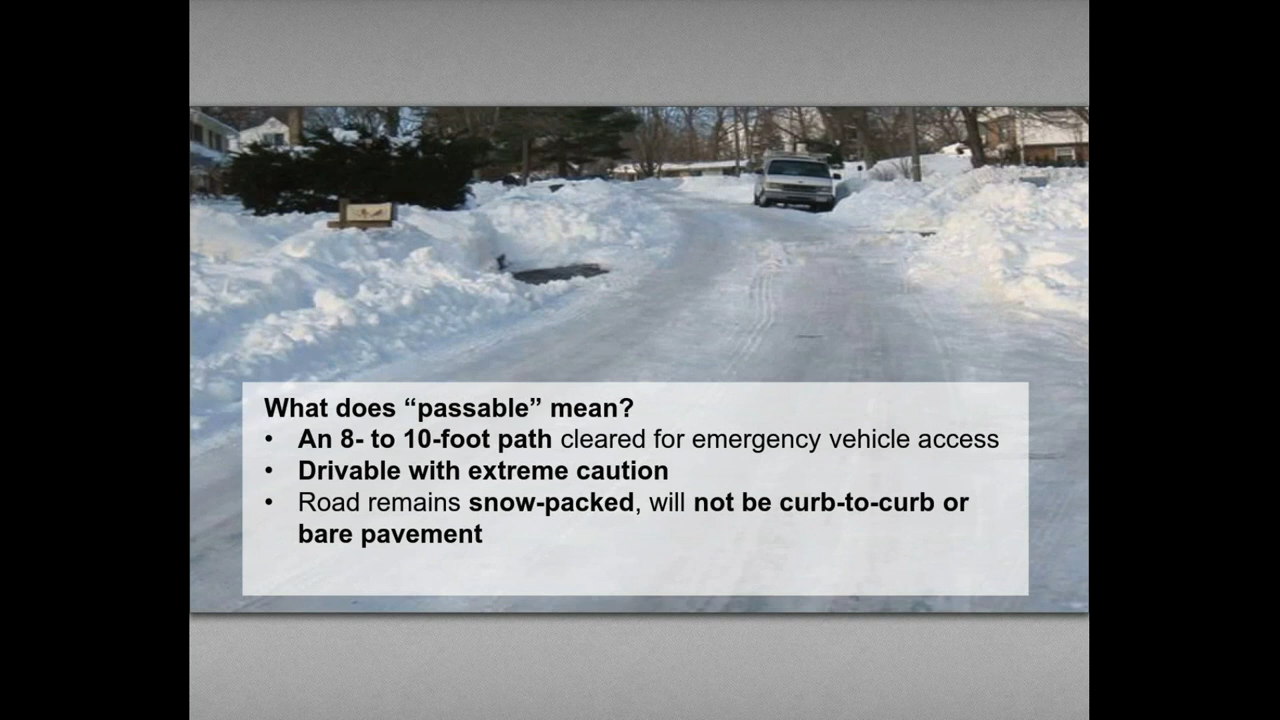 What does “passable” mean?
• An 8- to 10-foot path cleared for emergency vehicle access
• Drivable with extreme caution
• Road remains snow-packed, will not be curb-to-curb or
bare pavement